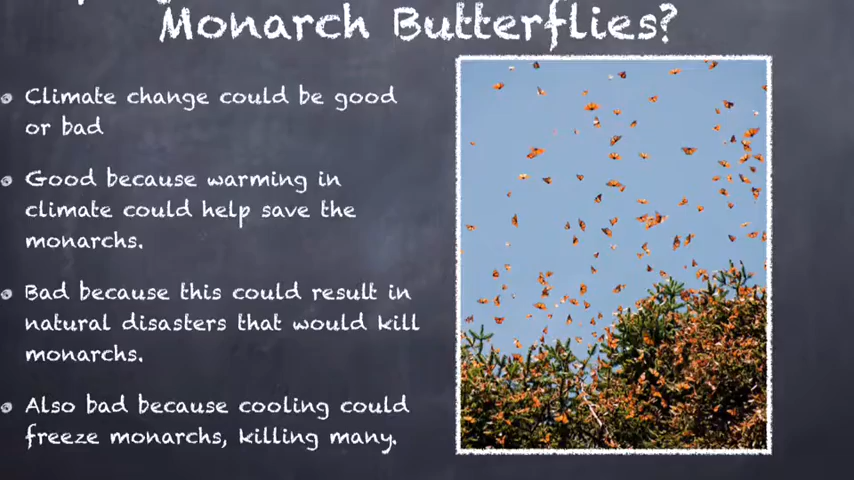 Monarch Butterflies?
Climate change could be good
or bad
Good because warming in
climate could help save the
monarchs.
Bad because this could result in
natural disasters that would kill
monarchs.
Also bad because cooling could
freeze monarchs, killing many.